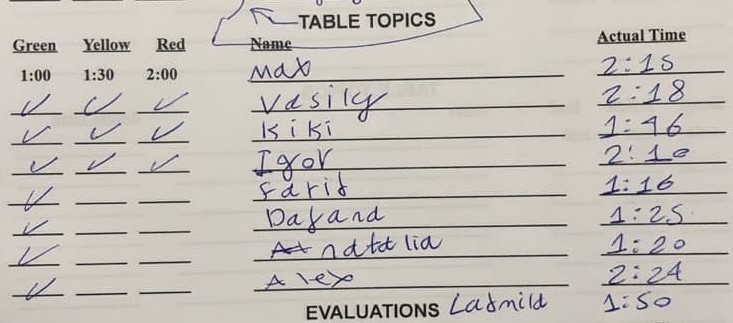 TABLE TOPICS
Green Yellow Red Name Actual Time
1:00 1:30 2:00 Max 2:15
✓ ✓ ✓ Vasily 2:18
✓ ✓ ✓ Kiki 1:46
✓ ✓ ✓ Igor 2:10
✓ Farid 1:16
✓ Dafand 1:25
✓ natalia 1:20
✓ Alex 2:24
EVALUATIONS Ladmild 1:50